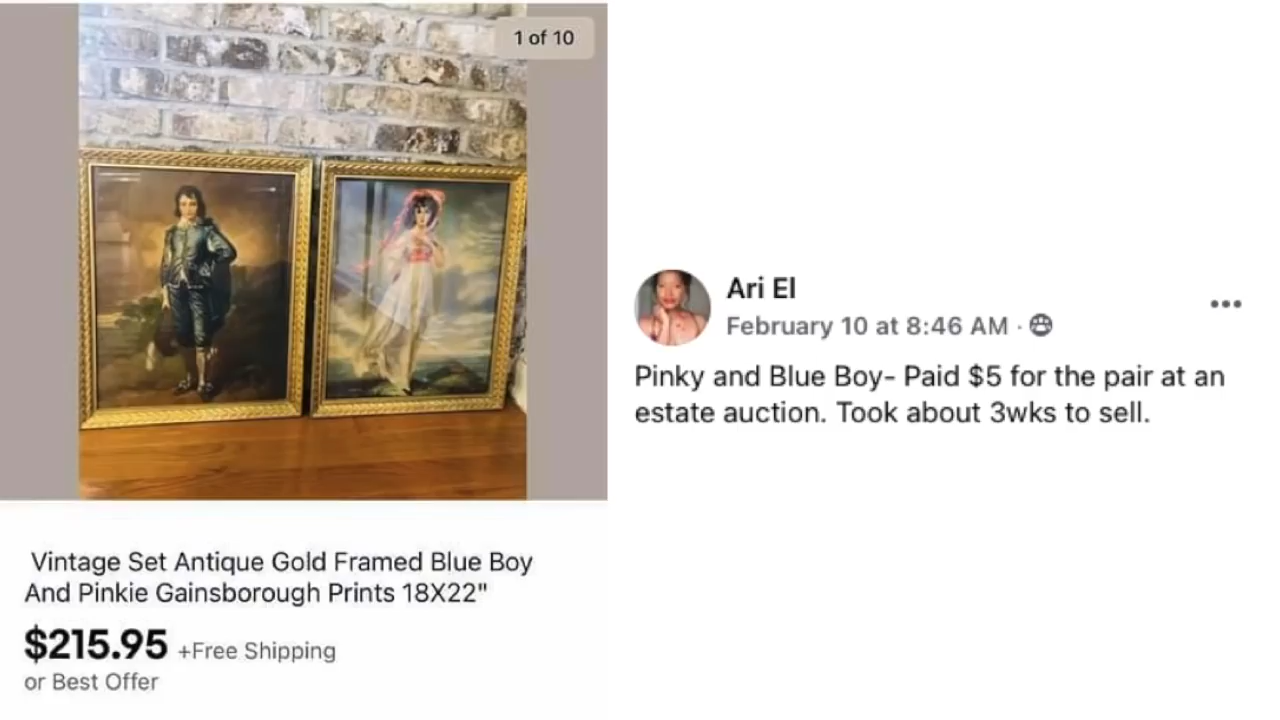 1 of 10
Vintage Set Antique Gold Framed Blue Boy
And Pinkie Gainsborough Prints 18X22"
$215.95 +Free Shipping
or Best Offer
Ari El
February 10 at 8:46 AM ·
Pinky and Blue Boy- Paid $5 for the pair at an
estate auction. Took about 3wks to sell.